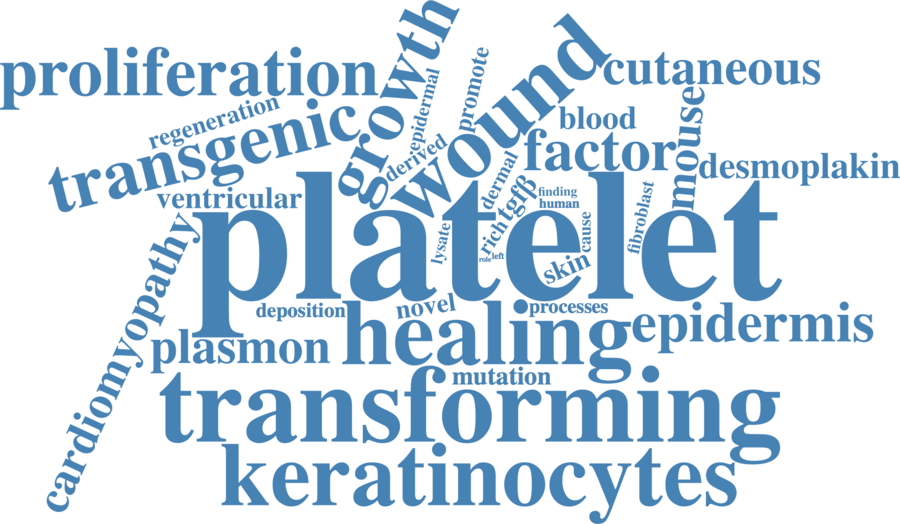 proliferation
growth
wound
cutaneous
regeneration
epidermal
promote
transgenic
derived
blood
mouse
factor
desmoplakin
ventricular
dermal
tgfβ
rich
finding
human
fibroblast
cause
platelet
lysate
role
left
skin
cardiomyopathy
deposition
novel
processes
healing
epidermis
plasmon
mutation
transforming
keratinocytes